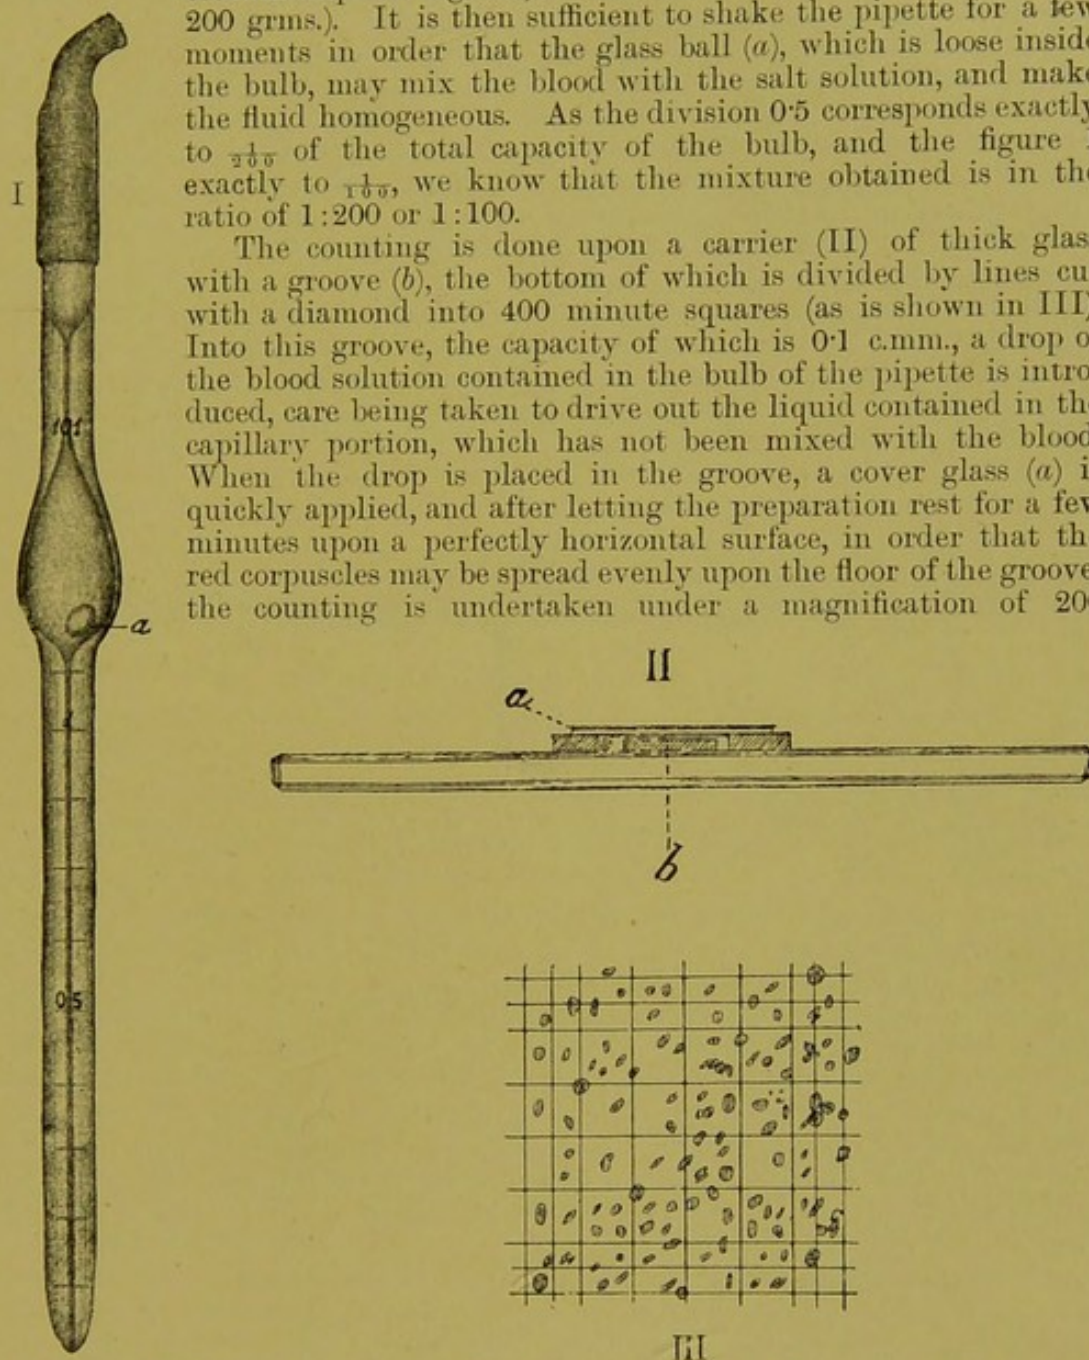 200 grms.). It is then sufficient to shake the pipette for a few
moments in order that the glass ball (a), which is loose inside
the bulb, may mix the blood with the salt solution, and make
the fluid homogeneous. As the division 0·5 corresponds exactly
to 1/200 of the total capacity of the bulb, and the figure
exactly to 1/100, we know that the mixture obtained is in the
ratio of 1:200 or 1:100.
The counting is done upon a carrier (II) of thick glas
with a groove (b), the bottom of which is divided by lines cu
with a diamond into 400 minute squares (as is shown in III)
Into this groove, the capacity of which is 0·1 c.mm., a drop o
the blood solution contained in the bulb of the pipette is intro
duced, care being taken to drive out the liquid contained in th
capillary portion, which has not been mixed with the blood
When the drop is placed in the groove, a cover glass (a) i
quickly applied, and after letting the preparation rest for a few
minutes upon a perfectly horizontal surface, in order that th
red corpuscles may be spread evenly upon the floor of the groove
the counting is undertaken under a magnification of 20
I
101
a
1
0.5
II
a
b
III